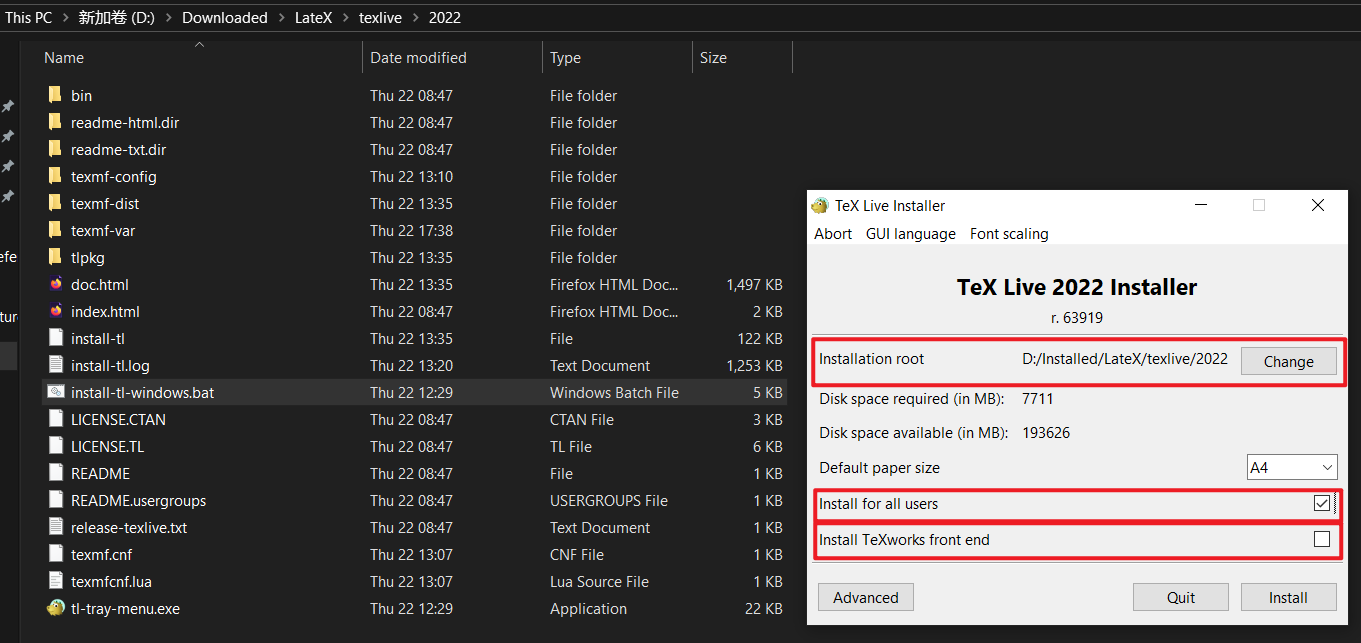 This PC > 新加卷 (D:) > Downloaded > LateX > texlive > 2022
Name Date modified Type Size
bin Thu 22 08:47 File folder
readme-html.dir Thu 22 08:47 File folder
readme-txt.dir Thu 22 08:47 File folder
texmf-config Thu 22 13:10 File folder
texmf-dist Thu 22 13:35 File folder
texmf-var Thu 22 17:38 File folder
tlpkg Thu 22 13:35 File folder
doc.html Thu 22 13:35 Firefox HTML Doc... 1,497 KB
index.html Thu 22 08:47 Firefox HTML Doc... 2 KB
install-tl Thu 22 13:35 File 122 KB
install-tl.log Thu 22 13:20 Text Document 1,253 KB
install-tl-windows.bat Thu 22 12:29 Windows Batch File 5 KB
LICENSE.CTAN Thu 22 08:47 CTAN File 3 KB
LICENSE.TL Thu 22 08:47 TL File 6 KB
README Thu 22 08:47 File 1 KB
README.usergroups Thu 22 08:47 USERGROUPS File 1 KB
release-texlive.txt Thu 22 08:47 Text Document 1 KB
texmf.cnf Thu 22 13:07 CNF File 1 KB
texmfcnf.lua Thu 22 13:07 Lua Source File 1 KB
tl-tray-menu.exe Thu 22 12:29 Application 22 KB
efe
tur
TeX Live Installer
Abort GUI language Font scaling
TeX Live 2022 Installer
r. 63919
Installation root D:/Installed/LateX/texlive/2022 Change
Disk space required (in MB): 7711
Disk space available (in MB): 193626
Default paper size A4
Install for all users
Install TeXworks front end
Advanced Quit Install